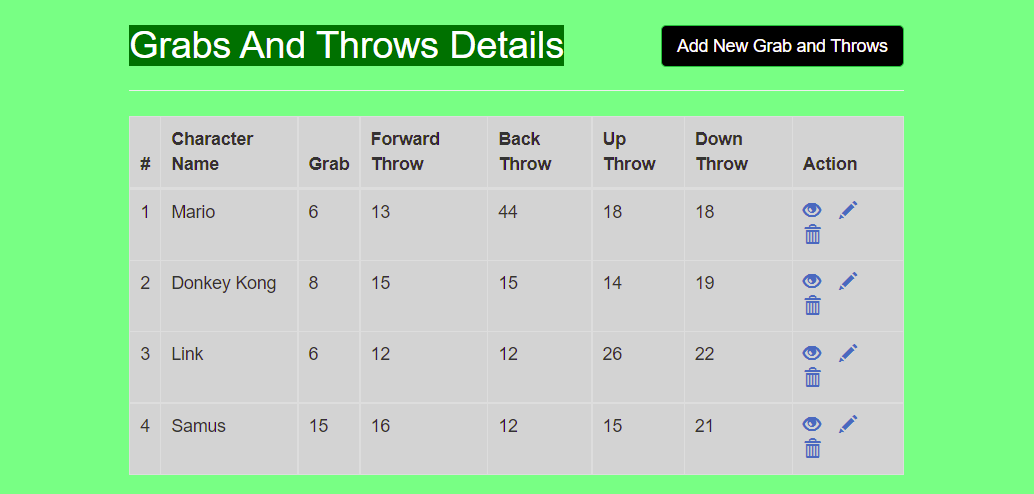 Grabs And Throws Details
Add New Grab and Throws
# Character Name Grab Forward Throw Back Throw Up Throw Down Throw Action
1 Mario 6 13 44 18 18
2 Donkey Kong 8 15 15 14 19
3 Link 6 12 12 26 22
4 Samus 15 16 12 15 21